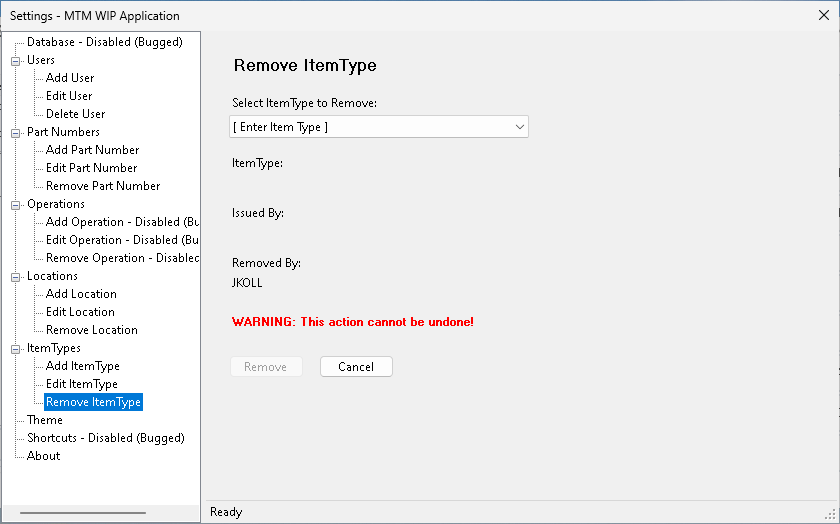 Settings - MTM WIP Application
Database - Disabled (Bugged)
Users
Add User
Edit User
Delete User
Part Numbers
Add Part Number
Edit Part Number
Remove Part Number
Operations
Add Operation - Disabled (Bu
Edit Operation - Disabled (Bu
Remove Operation - Disabled
Locations
Add Location
Edit Location
Remove Location
ItemTypes
Add ItemType
Edit ItemType
Remove ItemType
Theme
Shortcuts - Disabled (Bugged)
About
Remove ItemType
Select ItemType to Remove:
[ Enter Item Type ]
ItemType:
Issued By:
Removed By:
JKOLL
WARNING: This action cannot be undone!
Remove
Cancel
Ready